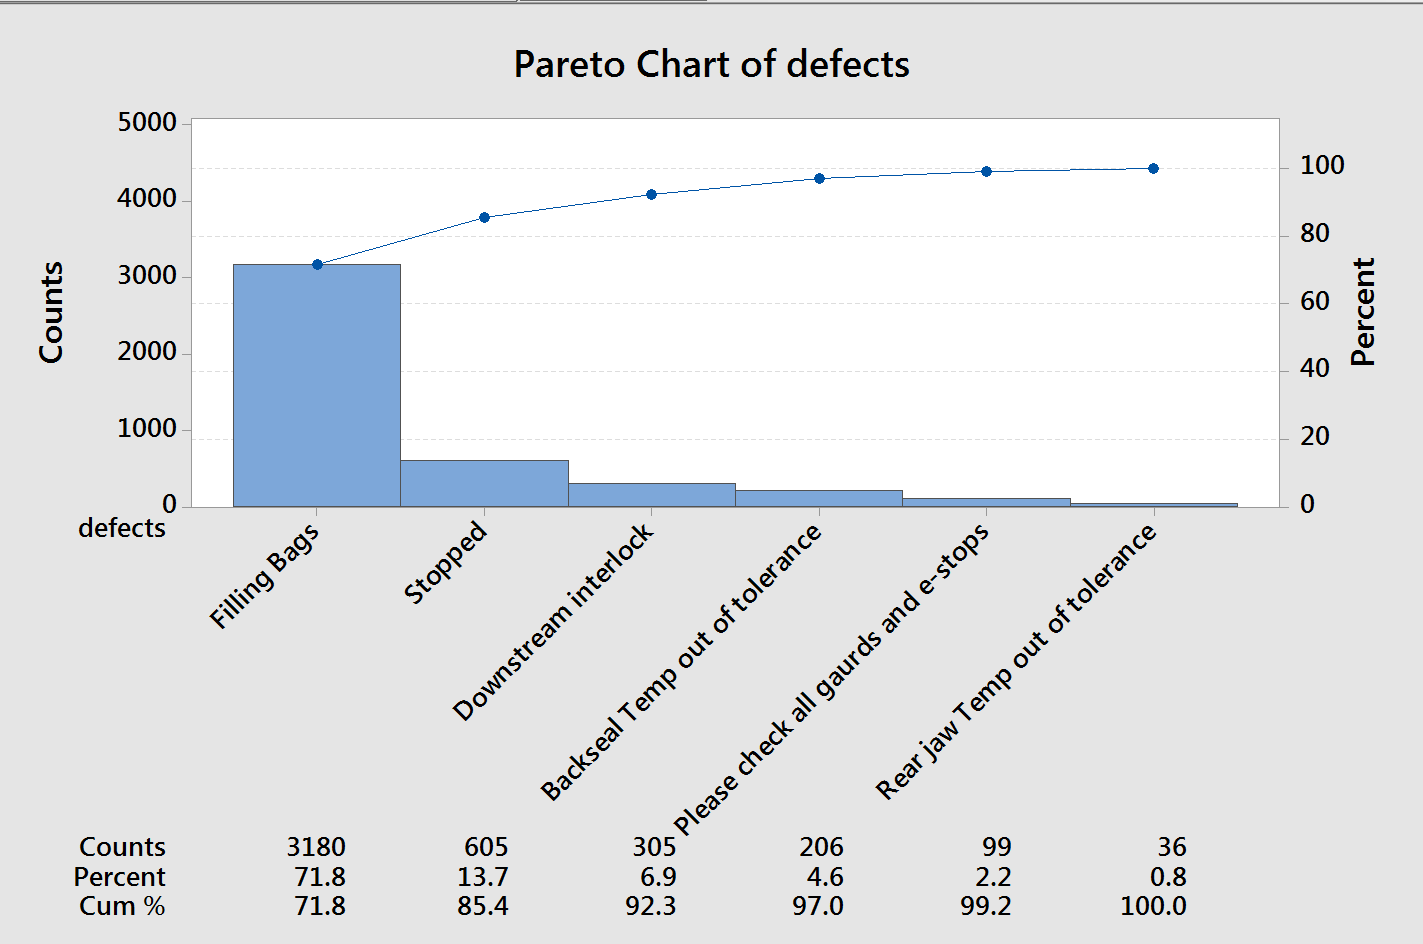 Pareto Chart of defects
5000
4000
3000
2000
1000
0
Counts
100
80
60
40
20
0
Percent
defects
Filling Bags
Stopped
Downstream interlock
Backseal Temp out of tolerance
Please check all gaurds and e-stops
Rear jaw Temp out of tolerance
Counts 3180 605 305 206 99 36
Percent 71.8 13.7 6.9 4.6 2.2 0.8
Cum % 71.8 85.4 92.3 97.0 99.2 100.0